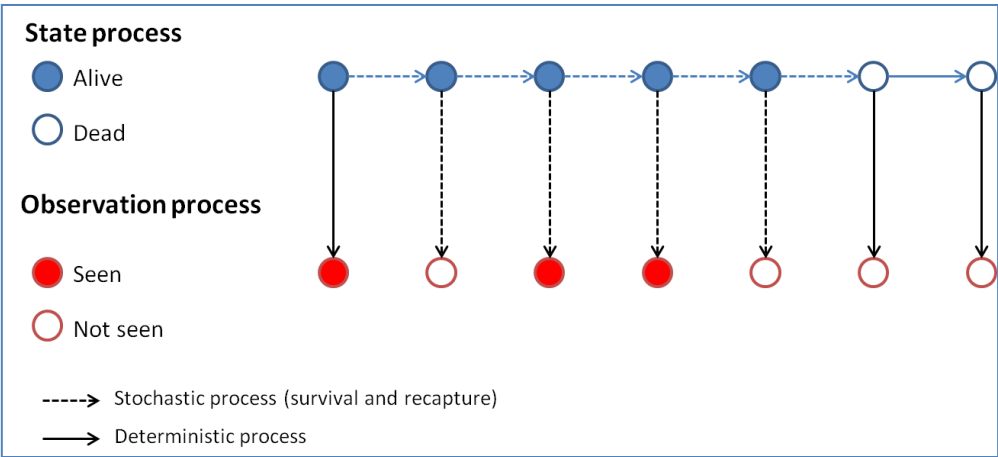 State process
Alive
Dead
Observation process
Seen
Not seen
Stochastic process (survival and recapture)
Deterministic process